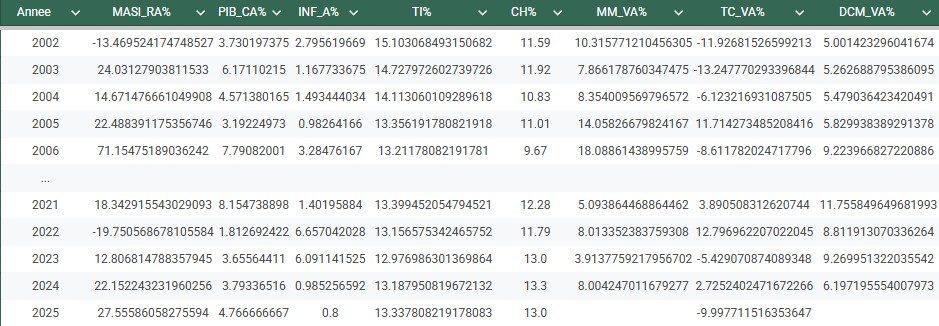 Annee MASI_RA% PIB_CA% INF_A% TI% CH% MM_VA% TC_VA% DCM_VA%
2002 -13.469524174748527 3.730197375 2.795619669 15.103068493150682 11.59 10.315771210456305 -11.92681526599213 5.001423296041674
2003 24.03127903811533 6.17110215 1.167733675 14.727972602739726 11.92 7.866178760347475 -13.247770293396844 5.262688795386095
2004 14.671476661049908 4.571380165 1.493444034 14.113060109289618 10.83 8.354009569796572 -6.123216931087505 5.479036423420491
2005 22.488391175356746 3.19224973 0.98264166 13.356191780821918 11.01 14.05826679824167 11.714273485208416 5.829938389291378
2006 71.15475189036242 7.79082001 3.28476167 13.21178082191781 9.67 18.08861438995759 -8.611782024717796 9.223966827220886
...
2021 18.342915543029093 8.154738898 1.40195884 13.399452054794521 12.28 5.093864468864462 3.890508312620744 11.755849649681993
2022 -19.750568678105584 1.812692422 6.657042028 13.156575342465752 11.79 8.013352383759308 12.796962207022045 8.811913070336264
2023 12.806814788357945 3.65564411 6.091141525 12.976986301369864 13.0 3.9137759217956702 -5.429070874089348 9.269951322035542
2024 22.152243231960256 3.79336516 0.985256592 13.187950819672132 13.3 8.004247011679277 2.7252402471672266 6.197195554007973
2025 27.55586058275594 4.766666667 0.8 13.337808219178083 13.0 -9.997711516353647